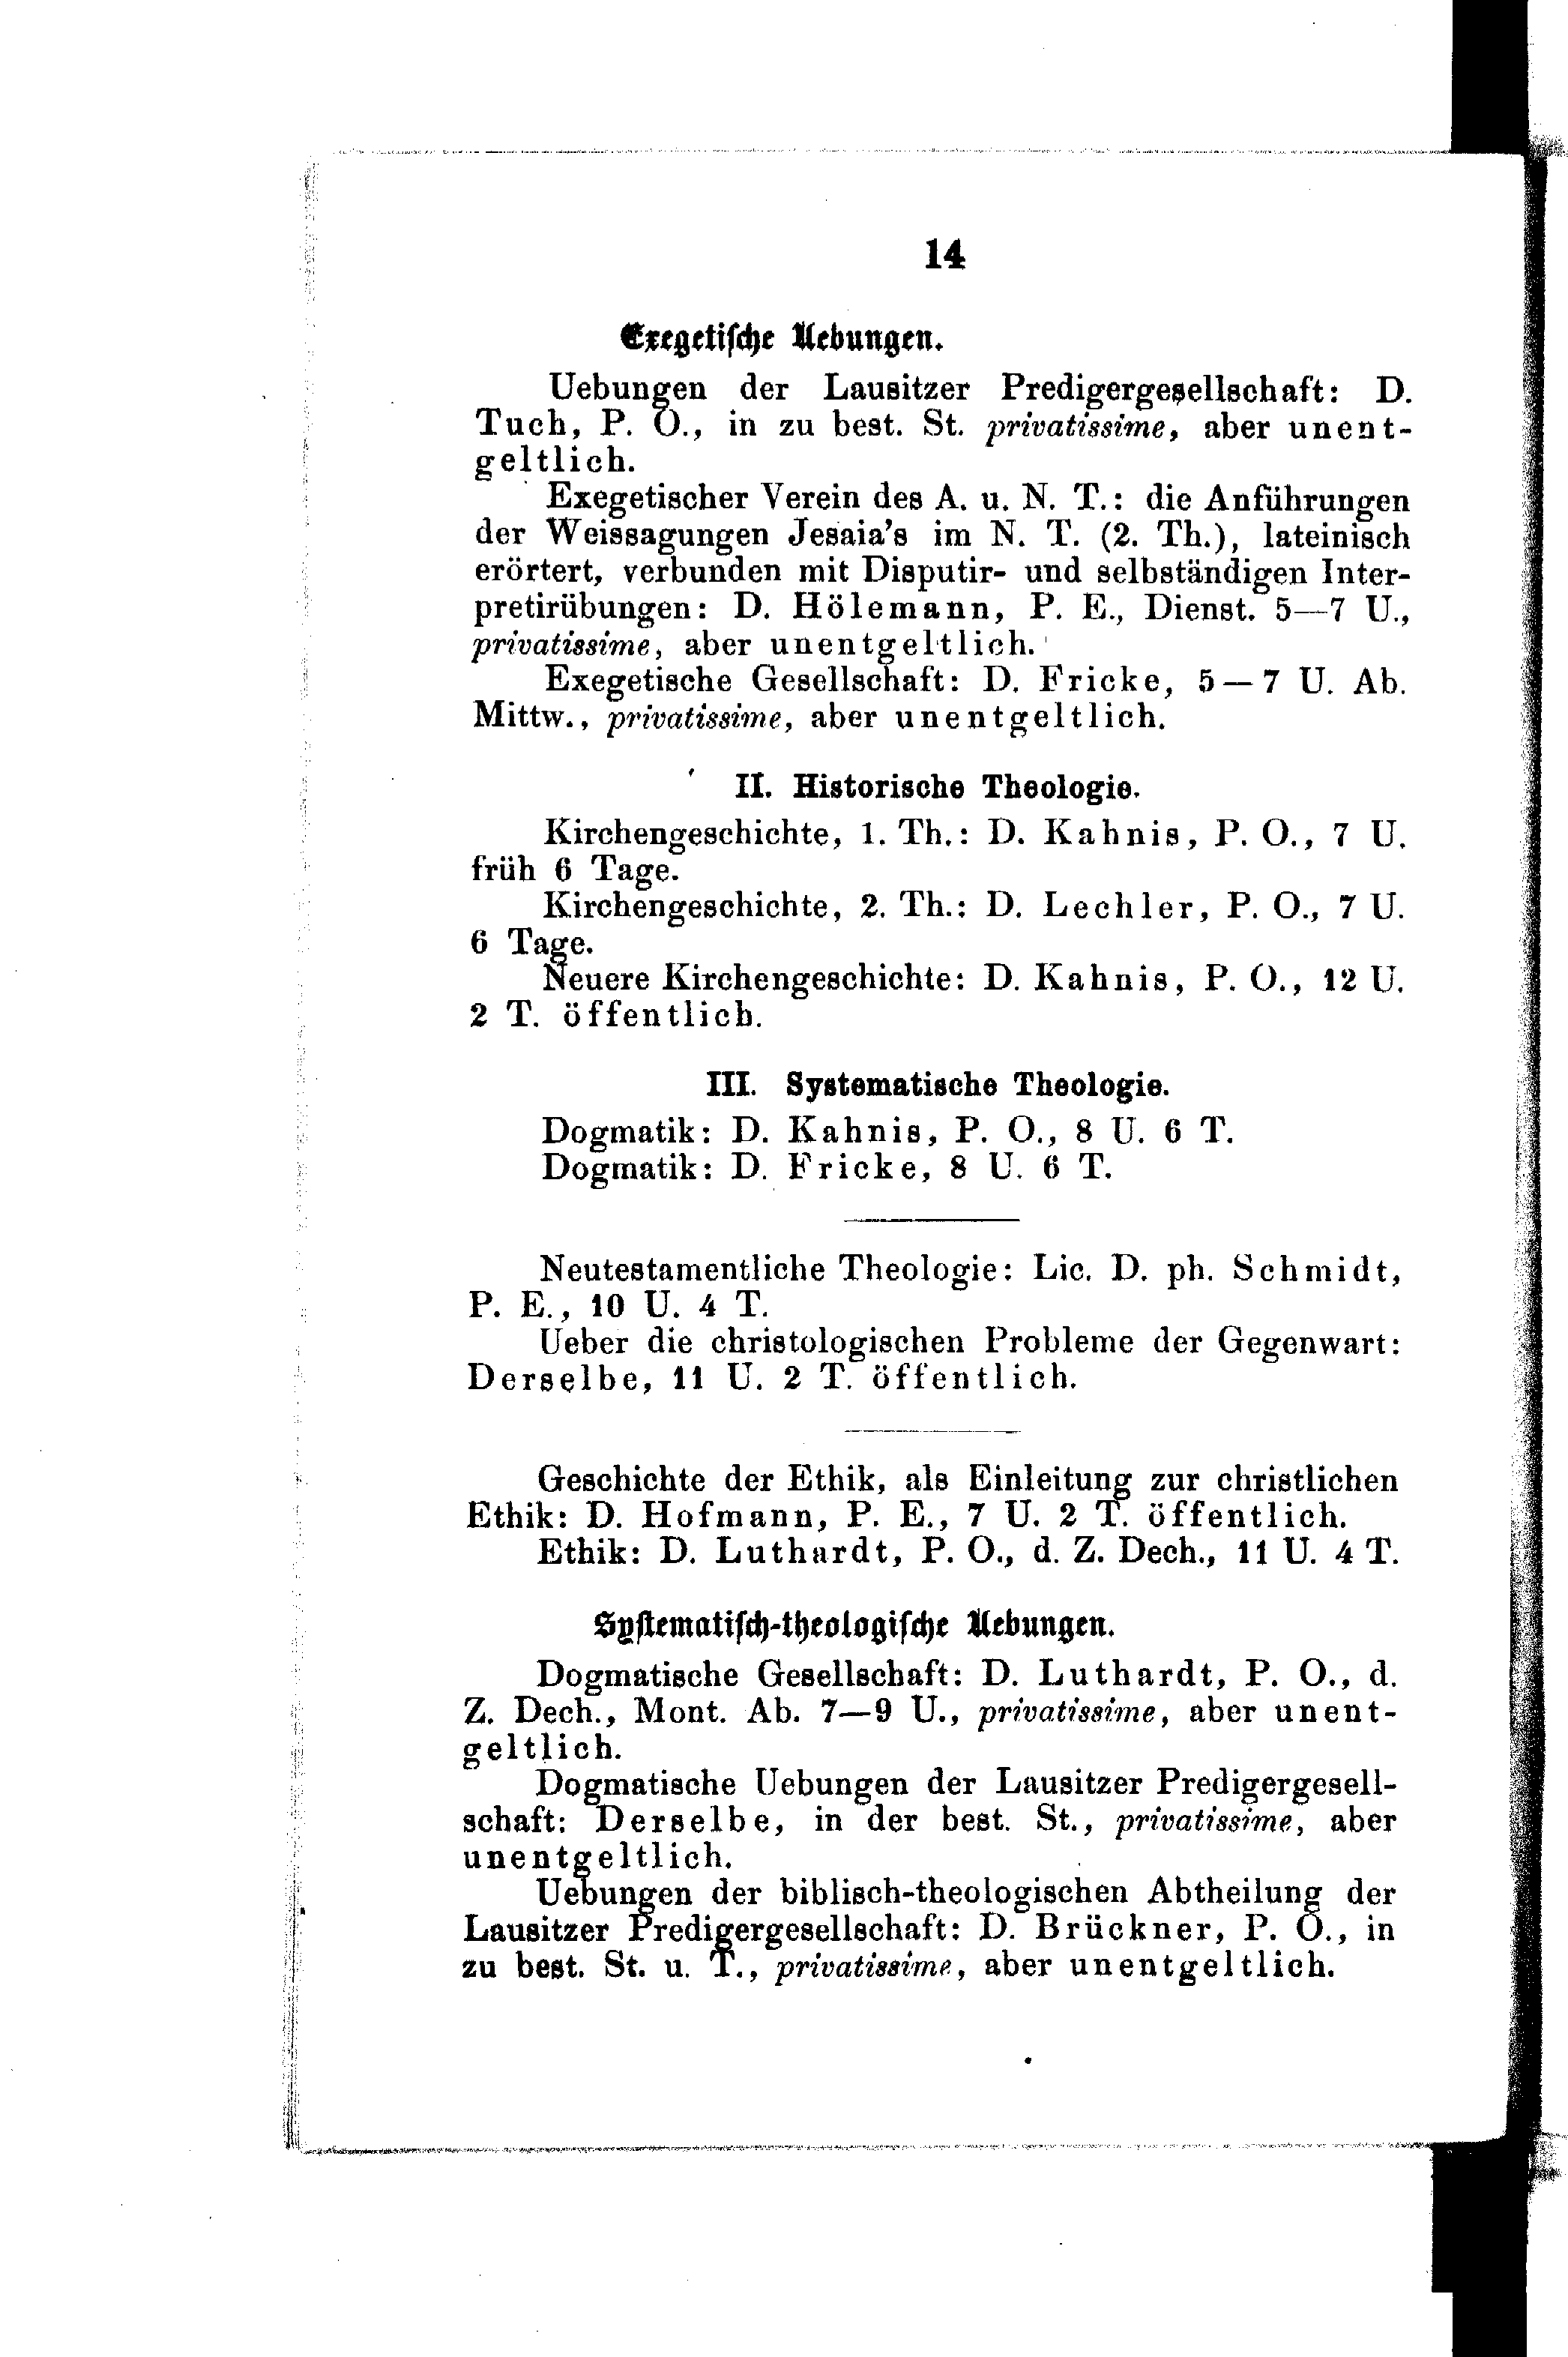 14
Exegetische Uebungen.
Uebungen der Lausitzer Predigergesellschaft: D.
Tuch, P. O., in zu best. St. privatissime, aber unent-
geltlich.
Exegetischer Verein des A. u. N. T.: die Anführungen
der Weissagungen Jesaia's im N. T. (2. Th.), lateinisch
erörtert, verbunden mit Disputir- und selbständigen Inter-
pretirübungen: D. Hölemann, P. E., Dienst. 5—7 U.,
privatissime, aber unentgeltlich.
Exegetische Gesellschaft: D. Fricke, 5—7 U. Ab.
Mittw., privatissime, aber unentgeltlich.
II. Historische Theologie.
Kirchengeschichte, 1. Th.: D. Kahnis, P. O., 7 U.
früh 6 Tage.
Kirchengeschichte, 2. Th.: D. Lechler, P. O., 7 U.
6 Tage.
Neuere Kirchengeschichte: D. Kahnis, P. O., 12 U.
2 T. öffentlich.
III. Systematische Theologie.
Dogmatik: D. Kahnis, P. O., 8 U. 6 T.
Dogmatik: D. Fricke, 8 U. 6 T.
Neutestamentliche Theologie: Lic. D. ph. Schmidt,
P. E., 10 U. 4 T.
Ueber die christologischen Probleme der Gegenwart:
Derselbe, 11 U. 2 T. öffentlich.
Geschichte der Ethik, als Einleitung zur christlichen
Ethik: D. Hofmann, P. E., 7 U. 2 T. öffentlich.
Ethik: D. Luthardt, P. O., d. Z. Dech., 11 U. 4 T.
Systematisch-theologische Uebungen.
Dogmatische Gesellschaft: D. Luthardt, P. O., d.
Z. Dech., Mont. Ab. 7—9 U., privatissime, aber unent-
geltlich.
Dogmatische Uebungen der Lausitzer Predigergesell-
schaft: Derselbe, in der best. St., privatissime, aber
unentgeltlich.
Uebungen der biblisch-theologischen Abtheilung der
Lausitzer Predigergesellschaft: D. Brückner, P. O., in
zu best. St. u. T., privatissime, aber unentgeltlich.